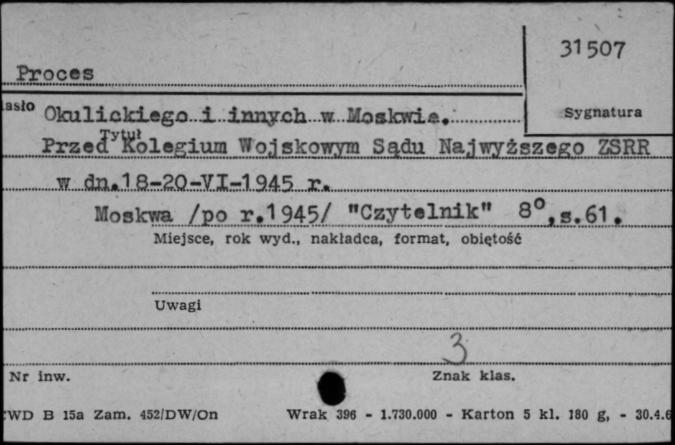 31507
Proces
asło
Sygnatura
Okulickiego i innych w Moskwie.
Tytuł
Przed Kolegium Wojskowym Sądu Najwyższego ZSRR
w dn.18-20-VI-1945 r.
Moskwa /po r.1945/ "Czytelnik" 8°, s.61.
Miejsce, rok wyd., nakładca, format, objętość
Uwagi
3
Nr inw.
Znak klas.
WD B 15a Zam. 452/DW/On Wrak 396 - 1.730.000 - Karton 5 kl. 180 g, - 30.4.6